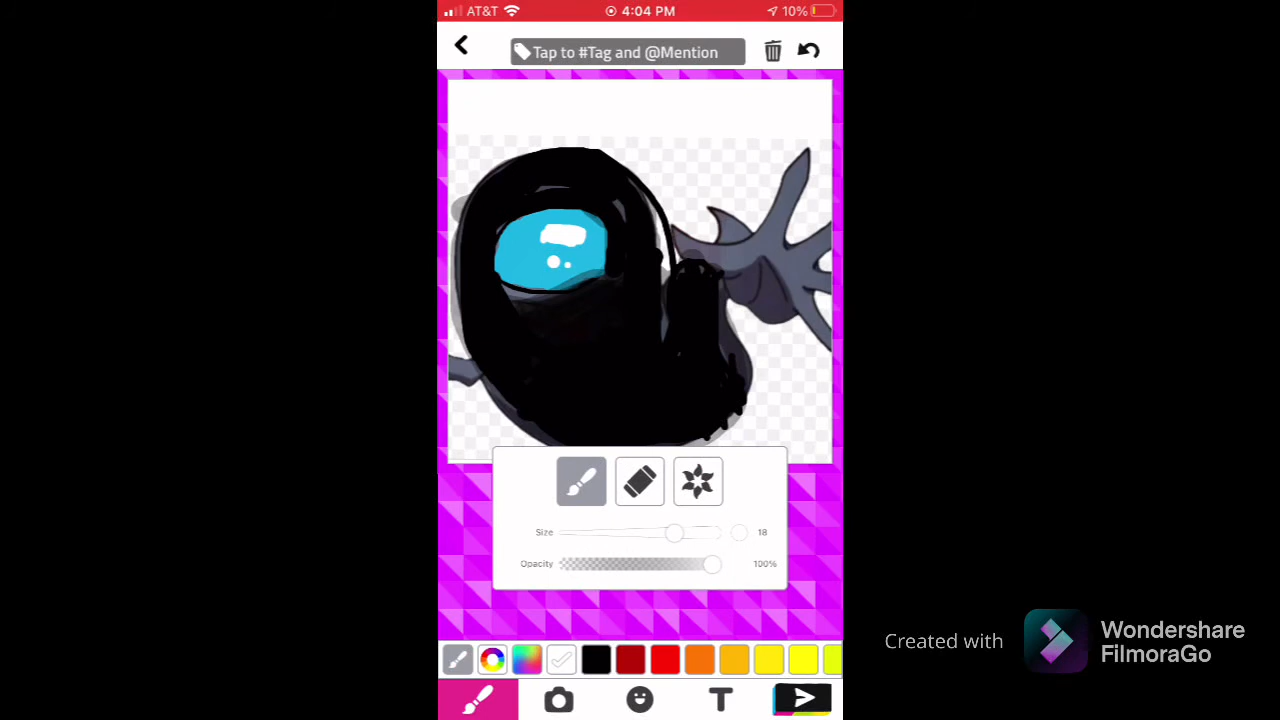 AT&T
4:04 PM
10%
Tap to #Tag and @Mention
Size
18
Opacity
100%
Created with
Wondershare
FilmoraGo
T